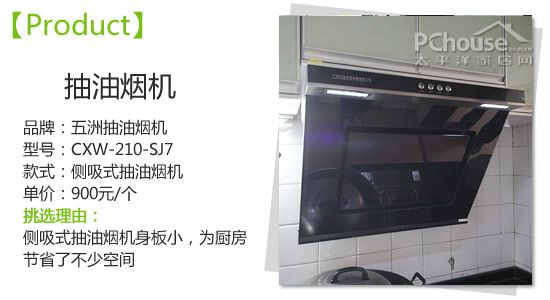 【Product】
抽油烟机
品牌：五洲抽油烟机
型号：CXW-210-SJ7
款式：侧吸式抽油烟机
单价：900元/个
挑选理由：
侧吸式抽油烟机身板小，为厨房
节省了不少空间
PChouse.com.cn
太平洋家居网